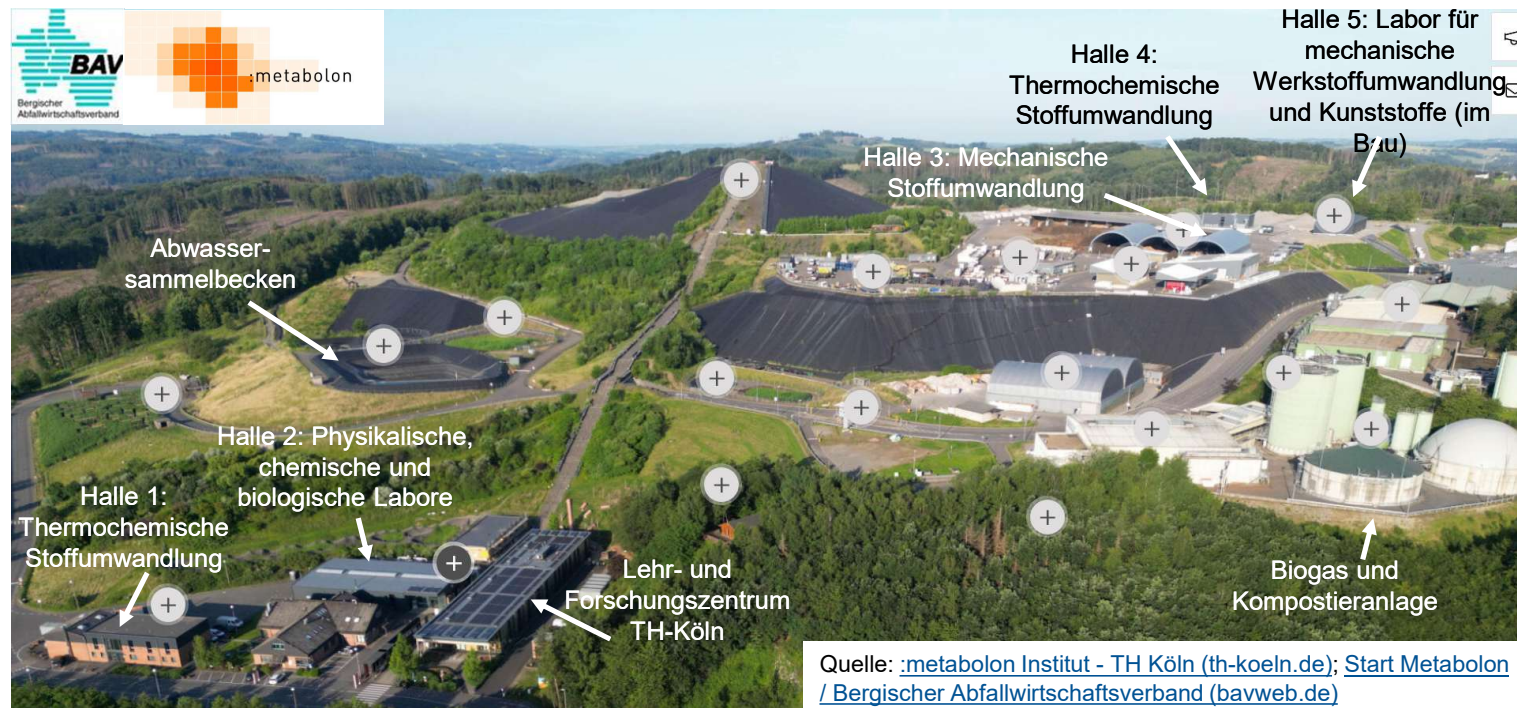 BAV
Bergischer
Abfallwirtschaftsverband
:metabolon
Halle 4:
Thermochemische
Stoffumwandlung
Halle 5: Labor für
mechanische
Werkstoffumwandlung
und Kunststoffe (im
Bau)
Halle 3: Mechanische
Stoffumwandlung
Abwasser-
sammelbecken
Halle 2: Physikalische,
chemische und
biologische Labore
Halle 1:
Thermochemische
Stoffumwandlung
Lehr- und
Forschungszentrum
TH-Köln
Biogas und
Kompostieranlage
Quelle: :metabolon Institut - TH Köln (th-koeln.de); Start Metabolon
/ Bergischer Abfallwirtschaftsverband (bavweb.de)